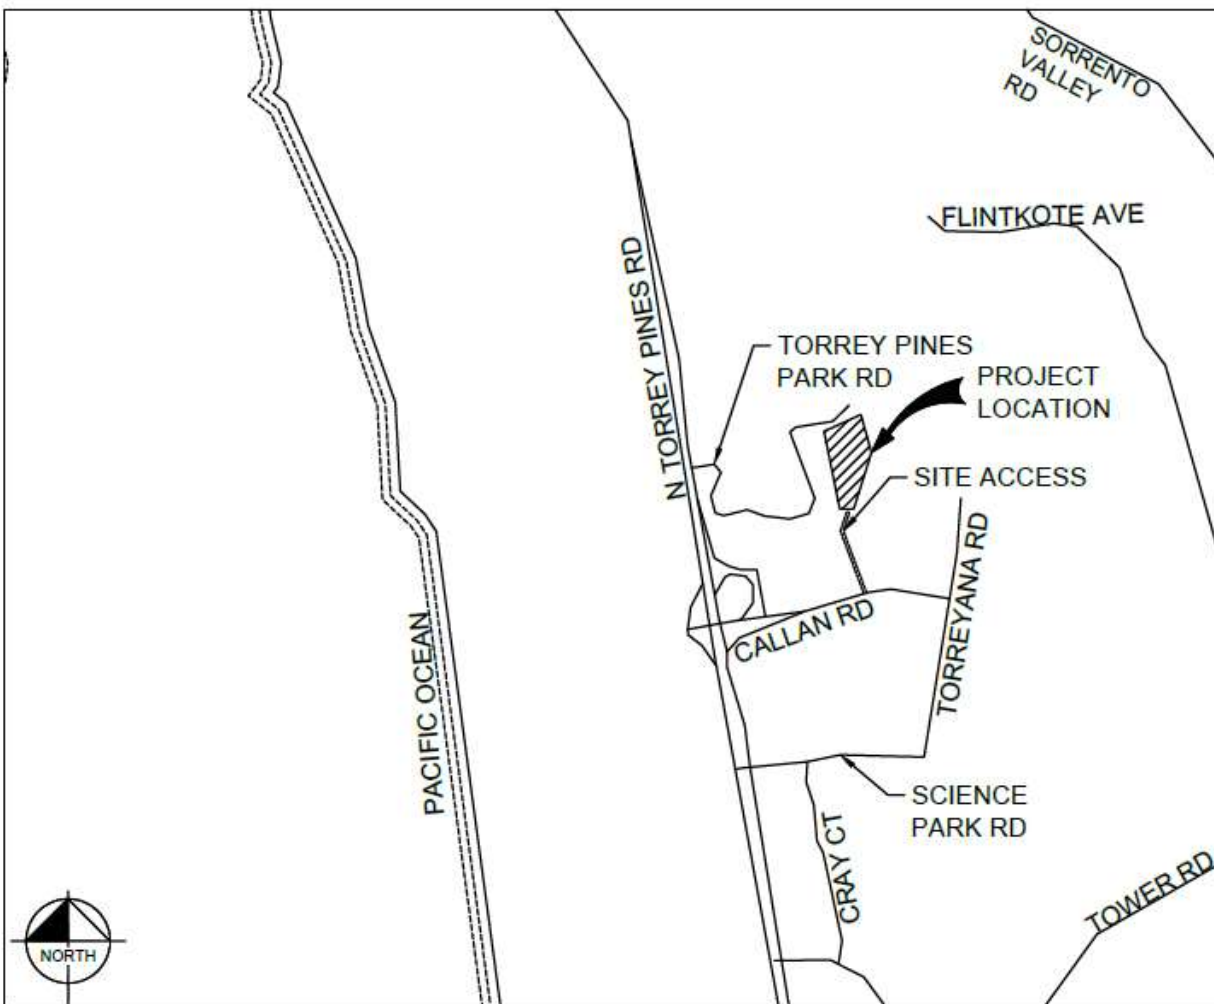 SORRENTO
VALLEY
RD
FLINTKOTE AVE
N TORREY PINES RD
TORREY PINES
PARK RD
PROJECT
LOCATION
SITE ACCESS
TORREYANA RD
CALLAN RD
PACIFIC OCEAN
SCIENCE
PARK RD
CRAY CT
TOWER RD
NORTH